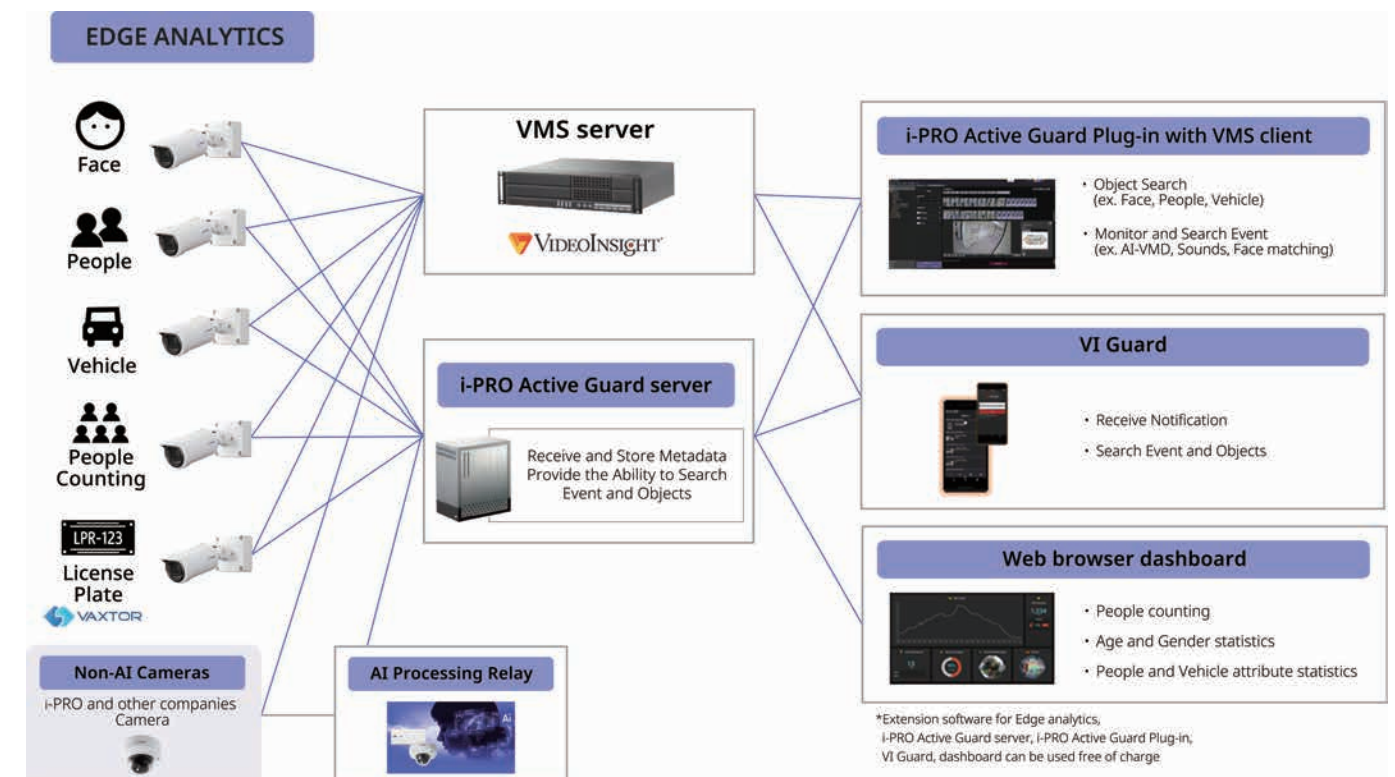 EDGE ANALYTICS
Face
People
Vehicle
People
Counting
LPR-123
License
Plate
VAXTOR
Non-AI Cameras
i-PRO and other companies
Camera
AI Processing Relay
Ai
VMS server
VIDEOINSIGHT
i-PRO Active Guard server
Receive and Store Metadata
Provide the Ability to Search
Event and Objects
i-PRO Active Guard Plug-in with VMS client
・Object Search
(ex. Face, People, Vehicle)
・Monitor and Search Event
(ex. AI-VMD, Sounds, Face matching)
VI Guard
・Receive Notification
・Search Event and Objects
Web browser dashboard
1,234
13
・People counting
・Age and Gender statistics
・People and Vehicle attribute statistics
*Extension software for Edge analytics,
i-PRO Active Guard server, i-PRO Active Guard Plug-in,
VI Guard, dashboard can be used free of charge